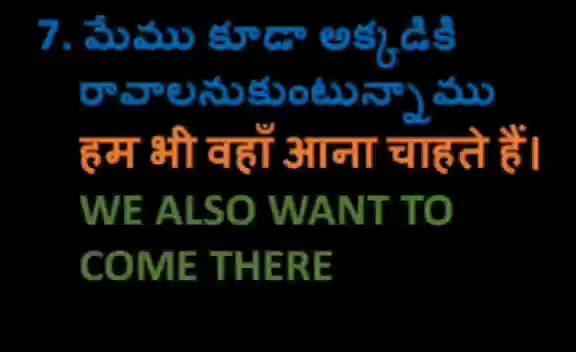 7. మేము కూడా అక్కడికి
రావాలనుకుంటున్నాము
हम भी वहाँ आना चाहते हैं।
WE ALSO WANT TO
COME THERE